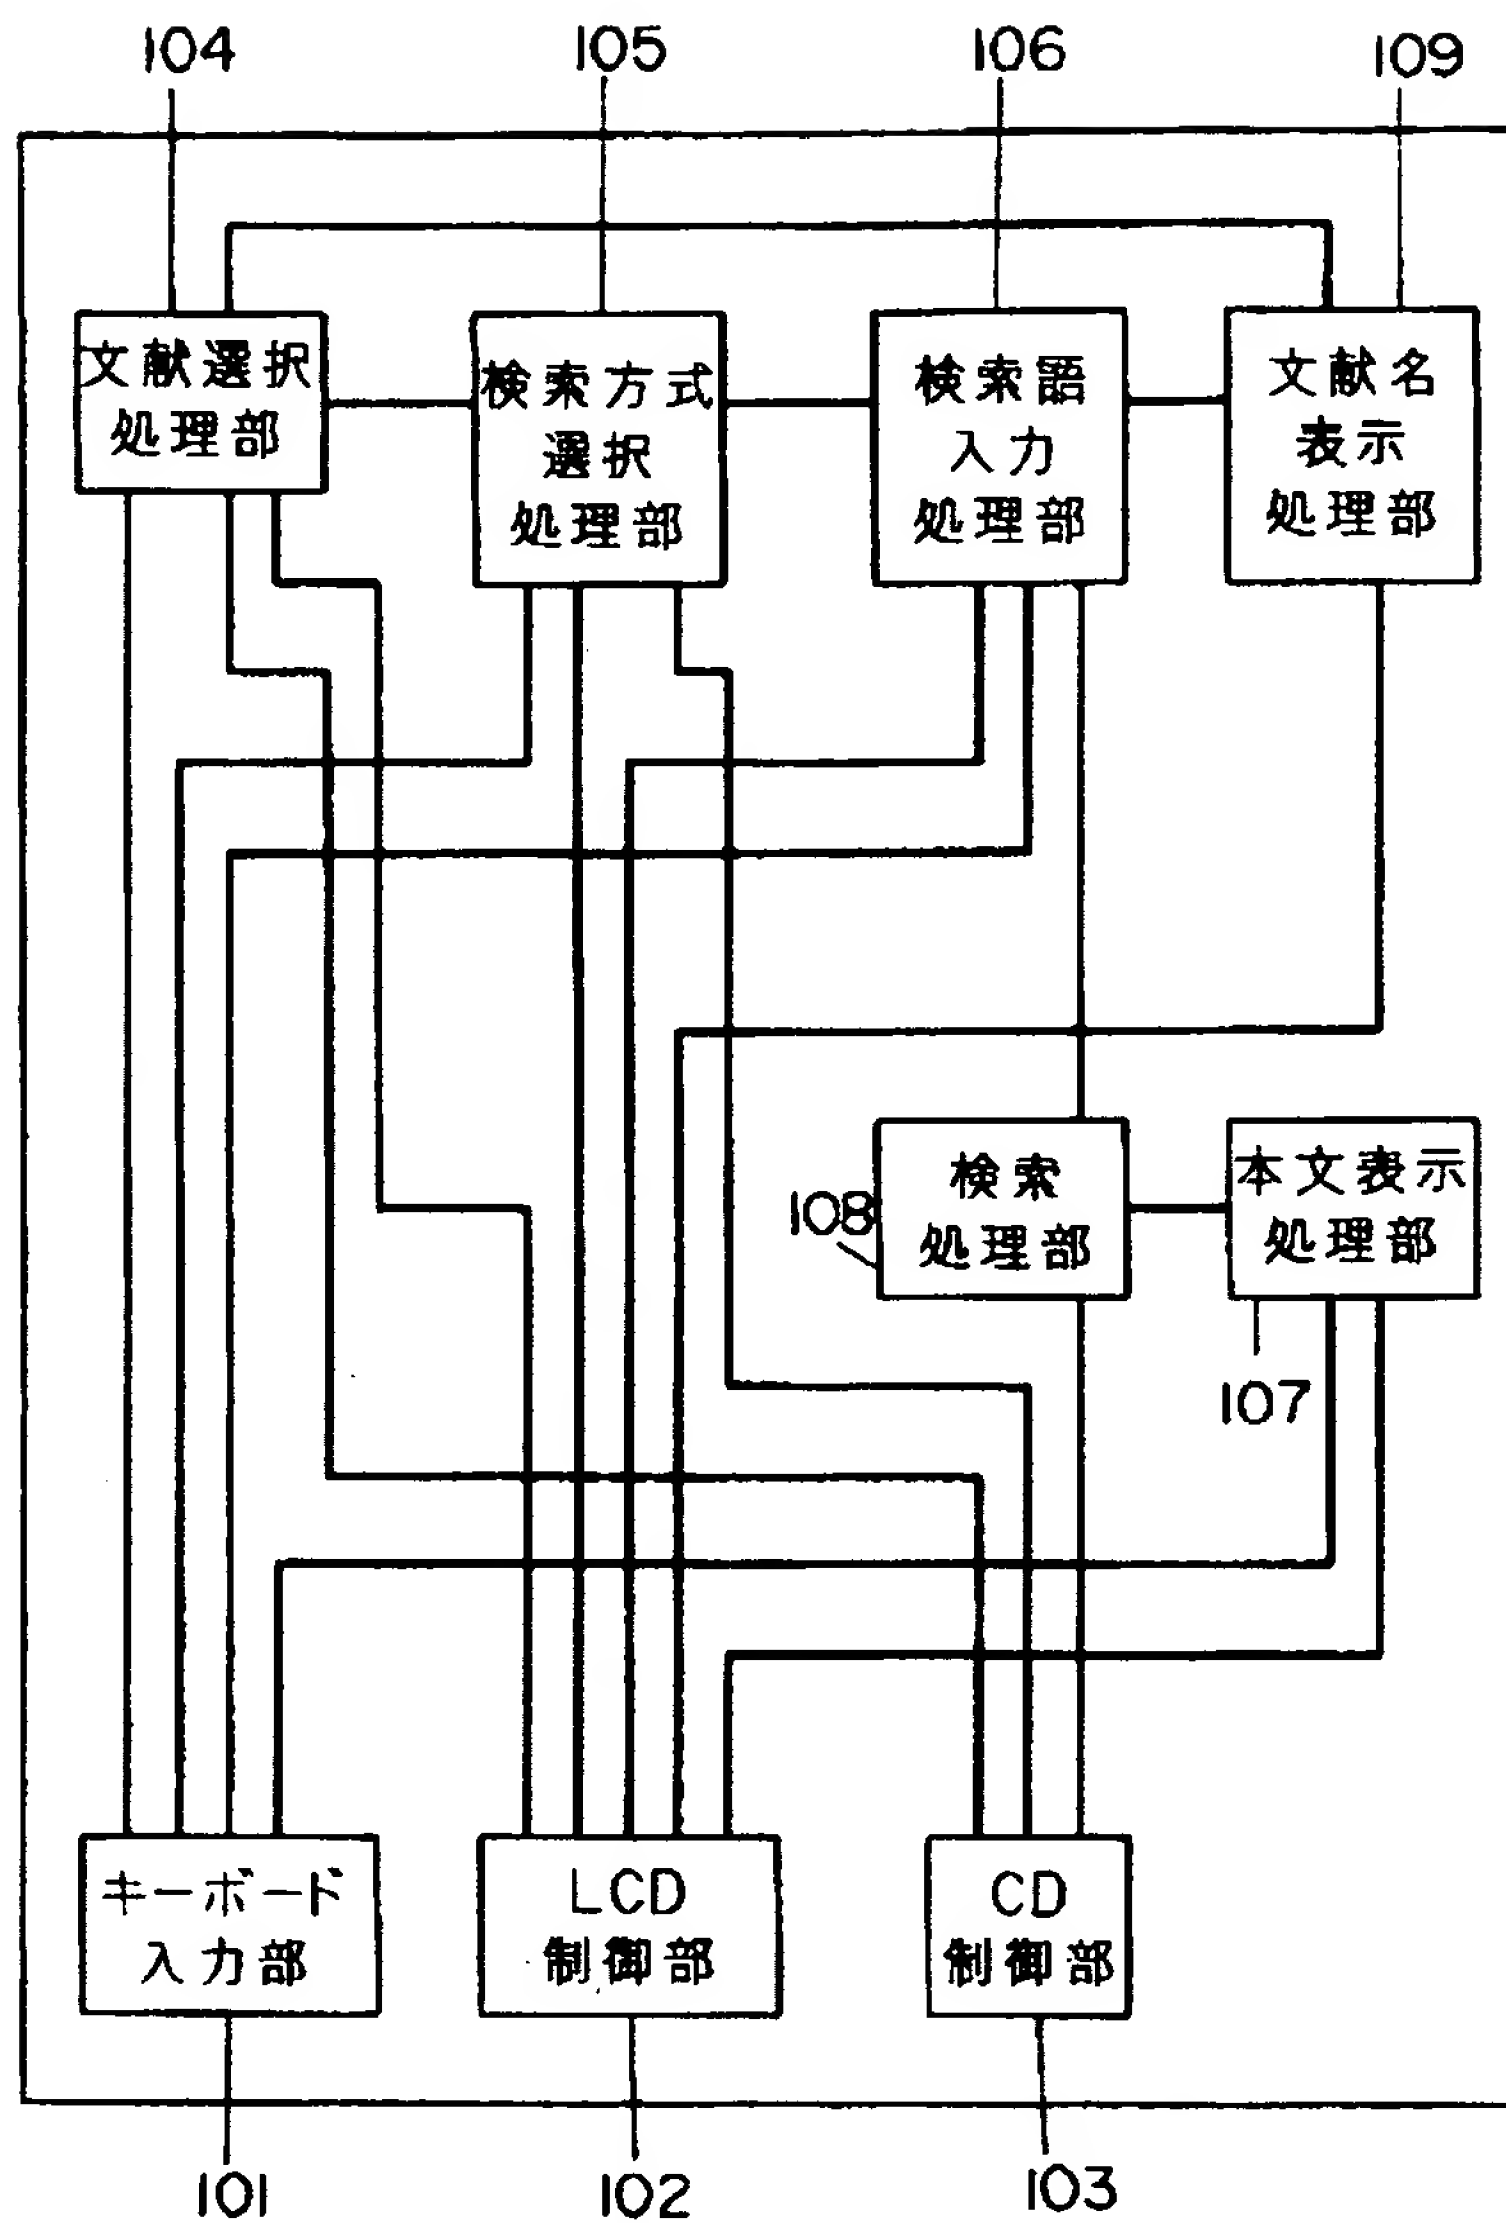 104
105
106
109
文献選択
処理部
検索方式
選択
処理部
検索語
入力
処理部
文献名
表示
処理部
108
検索
処理部
本文表示
処理部
107
キーボード
入力部
LCD
制御部
CD
制御部
101
102
103